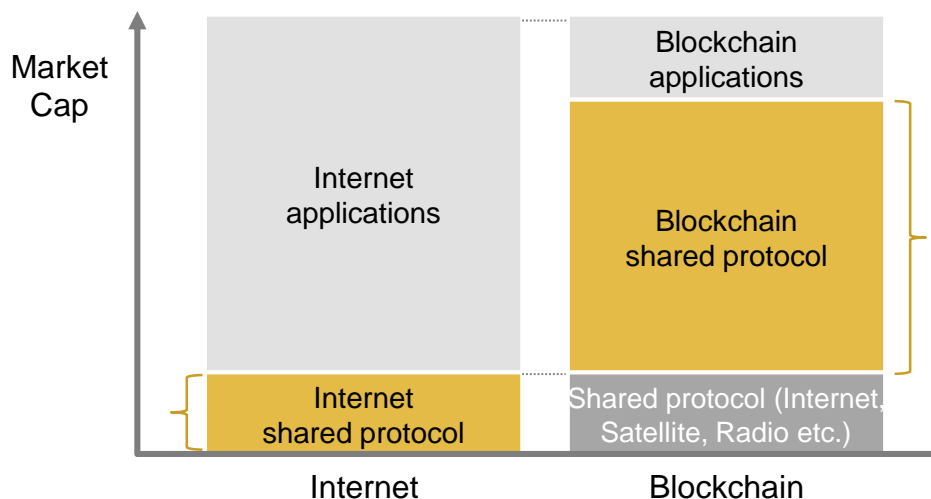 Market
Cap
Internet
applications
Internet
shared protocol
Blockchain
applications
Blockchain
shared protocol
Shared protocol (Internet,
Satellite, Radio etc.)
Internet
Blockchain